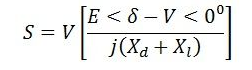 S = V [ E < δ − V < 0⁰ / j(X_d + X_l) ]